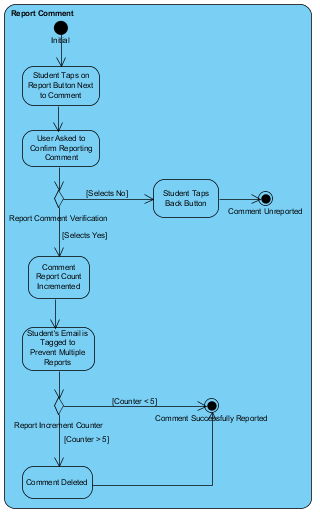 Report Comment
Initial
Student Taps on
Report Button Next
to Comment
User Asked to
Confirm Reporting
Comment
[Selects No]
Student Taps
Back Button
Comment Unreported
Report Comment Verification
[Selects Yes]
Comment
Report Count
Incremented
Student's Email is
Tagged to
Prevent Multiple
Reports
[Counter < 5]
Comment Successfully Reported
Report Increment Counter
[Counter > 5]
Comment Deleted